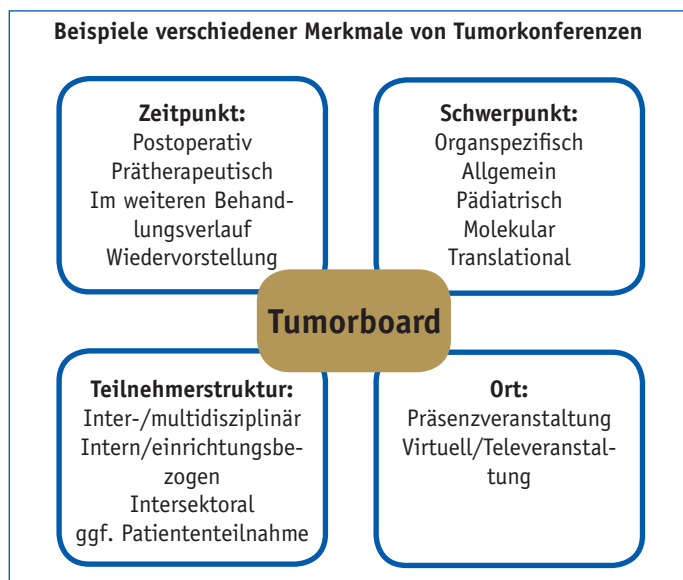 Beispiele verschiedener Merkmale von Tumorkonferenzen
Zeitpunkt:
Postoperativ
Prätherapeutisch
Im weiteren Behand-
lungsverlauf
Wiedervorstellung
Schwerpunkt:
Organspezifisch
Allgemein
Pädiatrisch
Molekular
Translational
Tumorboard
Teilnehmerstruktur:
Inter-/multidisziplinär
Intern/einrichtungsbe-
zogen
Intersektoral
ggf. Patiententeilnahme
Ort:
Präsenzveranstaltung
Virtuell/Televeranstal-
tung